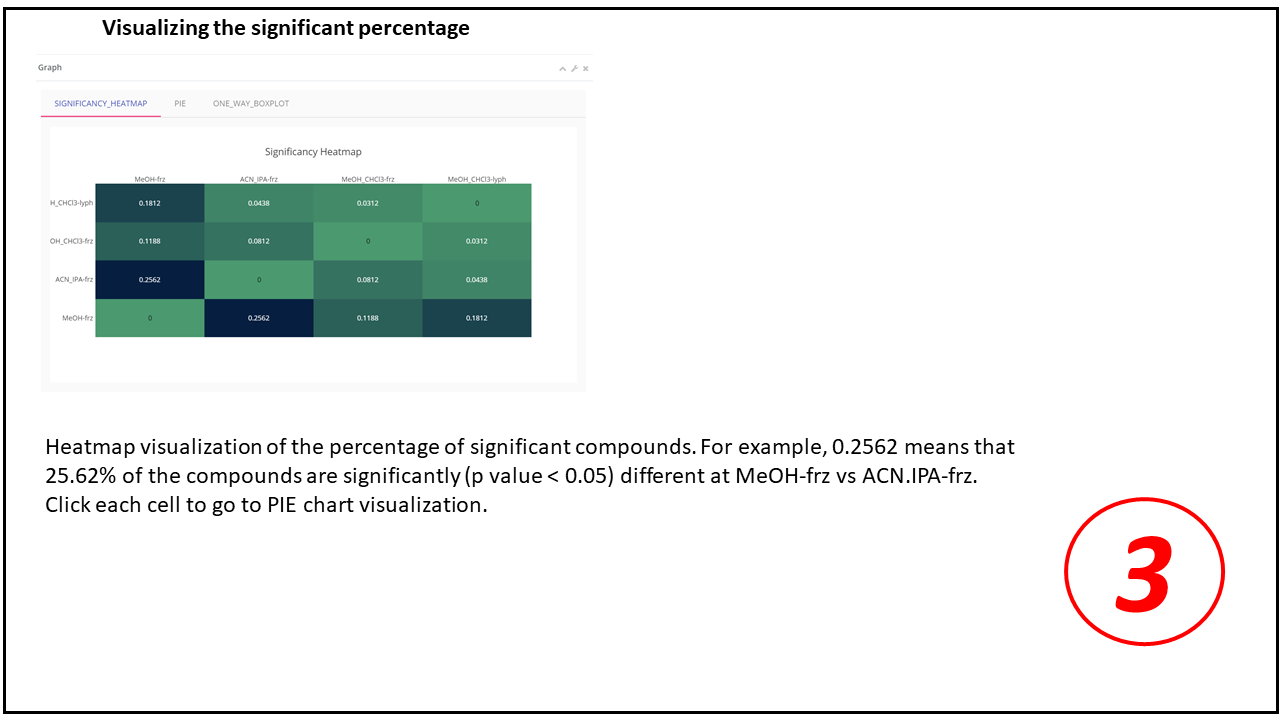 Visualizing the significant percentage
Graph
SIGNIFICANCY_HEATMAP PIE ONE_WAY_BOXPLOT
Significancy Heatmap
MeOH-frz ACN_IPA-frz MeOH_CHCl3-frz MeOH_CHCl3-lyph
H_CHCl3-lyph 0.1812 0.0438 0.0312 0
OH_CHCl3-frz 0.1188 0.0812 0 0.0312
ACN_IPA-frz 0.2562 0 0.0812 0.0438
MeOH-frz 0 0.2562 0.1188 0.1812
Heatmap visualization of the percentage of significant compounds. For example, 0.2562 means that
25.62% of the compounds are significantly (p value < 0.05) different at MeOH-frz vs ACN.IPA-frz.
Click each cell to go to PIE chart visualization.
3